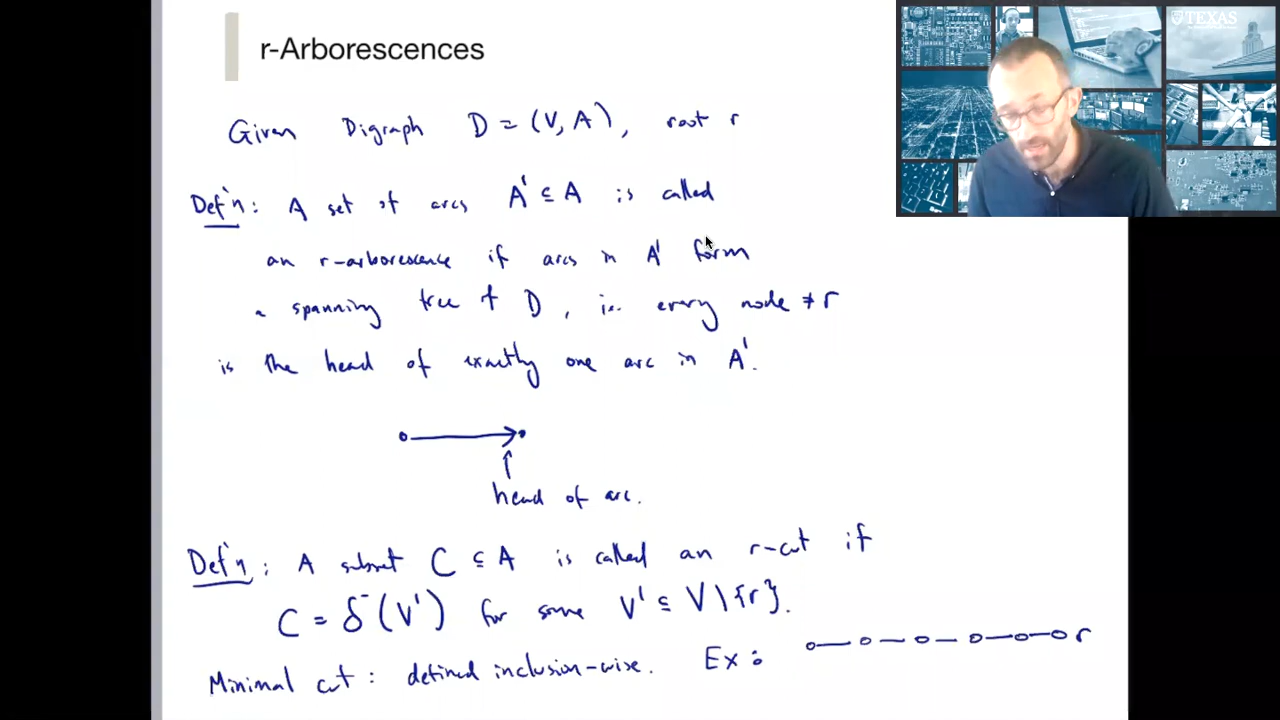 TEXAS
r-Arborescences
Given Digraph D = (V, A), root r
Def'n: A set of arcs A' ⊆ A is called
an r-arborescence if arcs in A' form
a spanning tree of D, i.e. every node ≠ r
is the head of exactly one arc in A'.
head of arc.
Def'n: A subset C ⊆ A is called an r-cut if
C = δ⁻(V') for some V' ⊆ V \ {r}.
Minimal cut: defined inclusion-wise. Ex: r